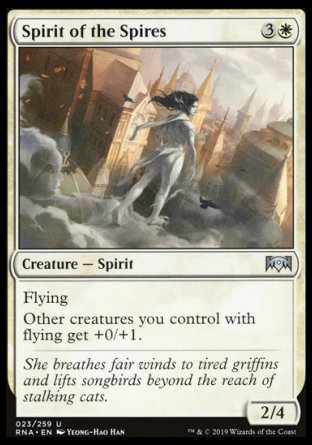 Spirit of the Spires 3
Creature — Spirit
Flying
Other creatures you control with
flying get +0/+1.
She breathes fair winds to tired griffins
and lifts songbirds beyond the reach of
stalking cats.
2/4
023/259 U
RNA • EN Yeong-Hao Han
™ & © 2019 Wizards of the Coast